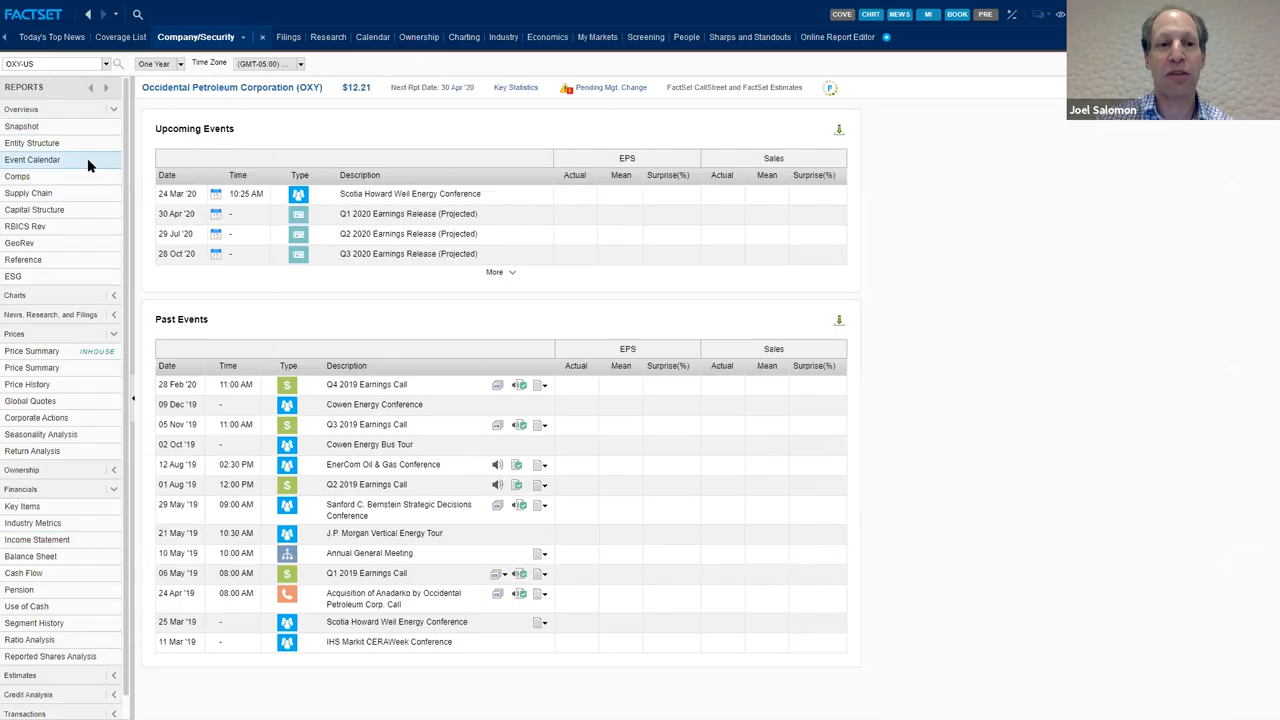 FACTSET
COVE CHRT NEWS MI BOOK PRE
Today's Top News Coverage List Company/Security Filings Research Calendar Ownership Charting Industry Economics My Markets Screening People Sharps and Standouts Online Report Editor
OXY-US One Year Time Zone (GMT-05:00) ...
REPORTS
Occidental Petroleum Corporation (OXY) $12.21 Next Rpt Date: 30 Apr '20 Key Statistics Pending Mgt. Change FactSet CallStreet and FactSet Estimates
Joel Salomon
Overviews
Snapshot
Entity Structure
Event Calendar
Comps
Supply Chain
Capital Structure
RBICS Rev
GeoRev
Reference
ESG
Charts
News, Research, and Filings
Prices
Price Summary INHOUSE
Price Summary
Price History
Global Quotes
Corporate Actions
Seasonality Analysis
Return Analysis
Ownership
Financials
Key Items
Industry Metrics
Income Statement
Balance Sheet
Cash Flow
Pension
Use of Cash
Segment History
Ratio Analysis
Reported Shares Analysis
Estimates
Credit Analysis
Transactions
Upcoming Events
EPS Sales
Date Time Type Description Actual Mean Surprise(%) Actual Mean Surprise(%)
24 Mar '20 10:25 AM Scotia Howard Weil Energy Conference
30 Apr '20 - Q1 2020 Earnings Release (Projected)
29 Jul '20 - Q2 2020 Earnings Release (Projected)
28 Oct '20 - Q3 2020 Earnings Release (Projected)
More
Past Events
EPS Sales
Date Time Type Description Actual Mean Surprise(%) Actual Mean Surprise(%)
28 Feb '20 11:00 AM $ Q4 2019 Earnings Call
09 Dec '19 - Cowen Energy Conference
05 Nov '19 11:00 AM $ Q3 2019 Earnings Call
02 Oct '19 - Cowen Energy Bus Tour
12 Aug '19 02:30 PM EnerCom Oil & Gas Conference
01 Aug '19 12:00 PM $ Q2 2019 Earnings Call
29 May '19 09:00 AM Sanford C. Bernstein Strategic Decisions
Conference
21 May '19 10:30 AM J.P. Morgan Vertical Energy Tour
10 May '19 10:00 AM Annual General Meeting
06 May '19 08:00 AM $ Q1 2019 Earnings Call
24 Apr '19 08:00 AM Acquisition of Anadarko by Occidental
Petroleum Corp. Call
25 Mar '19 - Scotia Howard Weil Energy Conference
11 Mar '19 - IHS Markit CERAWeek Conference